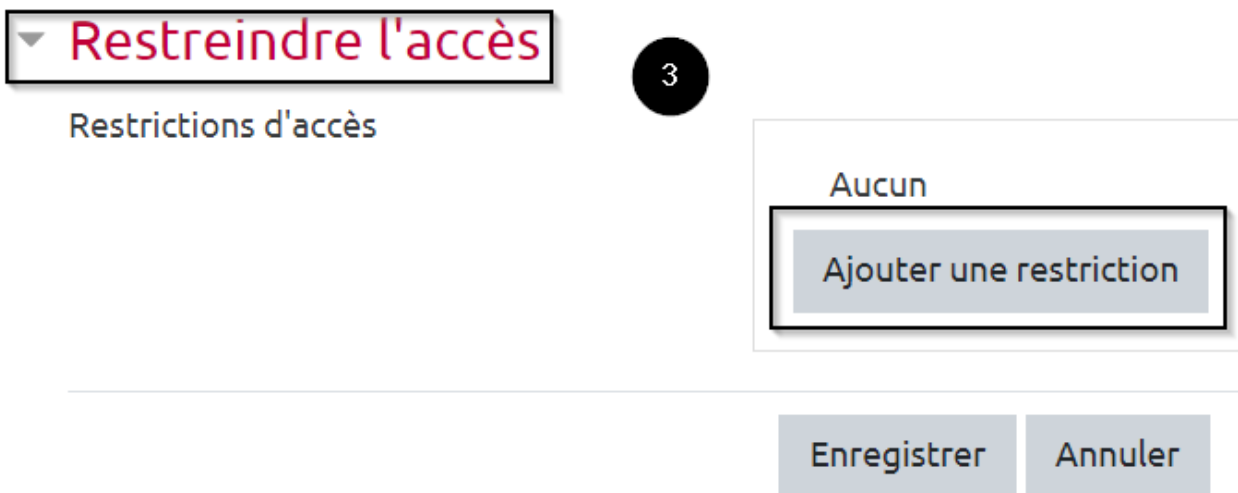 Restreindre l'accès
3
Restrictions d'accès
Aucun
Ajouter une restriction
Enregistrer Annuler